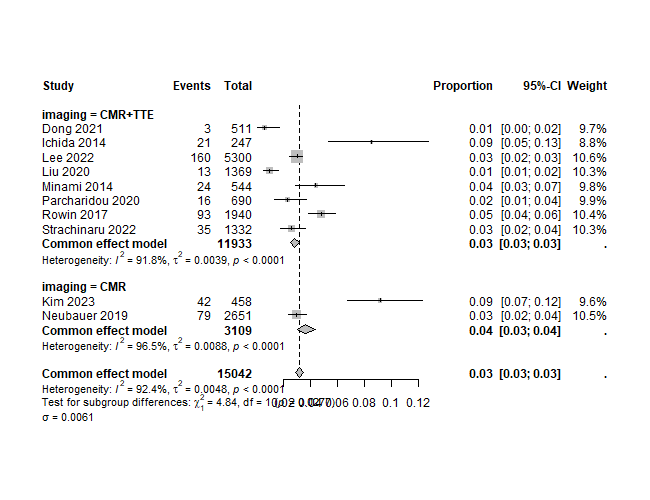 Study Events Total Proportion 95%-CI Weight
imaging = CMR+TTE
Dong 2021 3 511 0.01 [0.00; 0.02] 9.7%
Ichida 2014 21 247 0.09 [0.05; 0.13] 8.8%
Lee 2022 160 5300 0.03 [0.02; 0.03] 10.6%
Liu 2020 13 1369 0.01 [0.01; 0.02] 10.3%
Minami 2014 24 544 0.04 [0.03; 0.07] 9.8%
Parcharidou 2020 16 690 0.02 [0.01; 0.04] 9.9%
Rowin 2017 93 1940 0.05 [0.04; 0.06] 10.4%
Strachinaru 2022 35 1332 0.03 [0.02; 0.04] 10.3%
Common effect model 11933 0.03 [0.03; 0.03] .
Heterogeneity: I² = 91.8%, τ² = 0.0039, p < 0.0001
imaging = CMR
Kim 2023 42 458 0.09 [0.07; 0.12] 9.6%
Neubauer 2019 79 2651 0.03 [0.02; 0.04] 10.5%
Common effect model 3109 0.04 [0.03; 0.04] .
Heterogeneity: I² = 96.5%, τ² = 0.0088, p < 0.0001
Common effect model 15042 0.03 [0.03; 0.03] .
Heterogeneity: I² = 92.4%, τ² = 0.0048, p < 0.0001
Test for subgroup differences: χ²₁ = 4.84, df = 1 (p = 0.0277)
0.02 0.04 0.06 0.08 0.1 0.12
σ = 0.0061